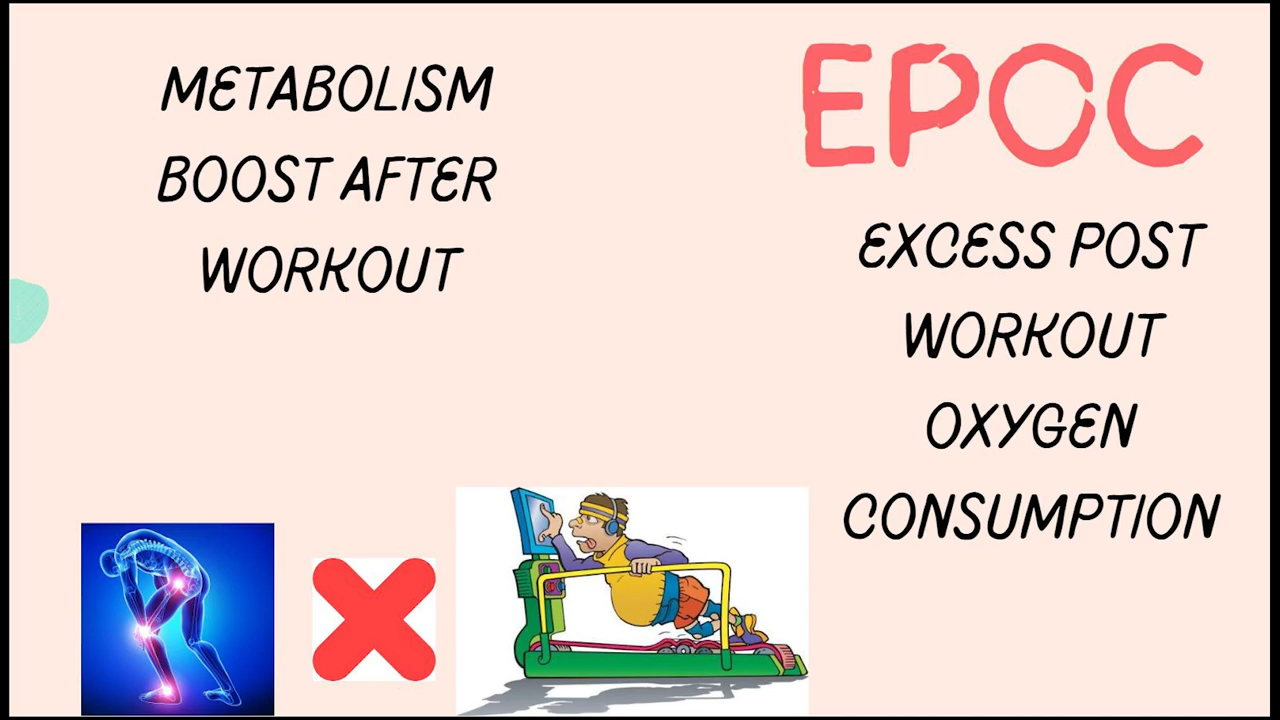 METABOLISM
BOOST AFTER
WORKOUT
EPOC
EXCESS POST
WORKOUT
OXYGEN
CONSUMPTION